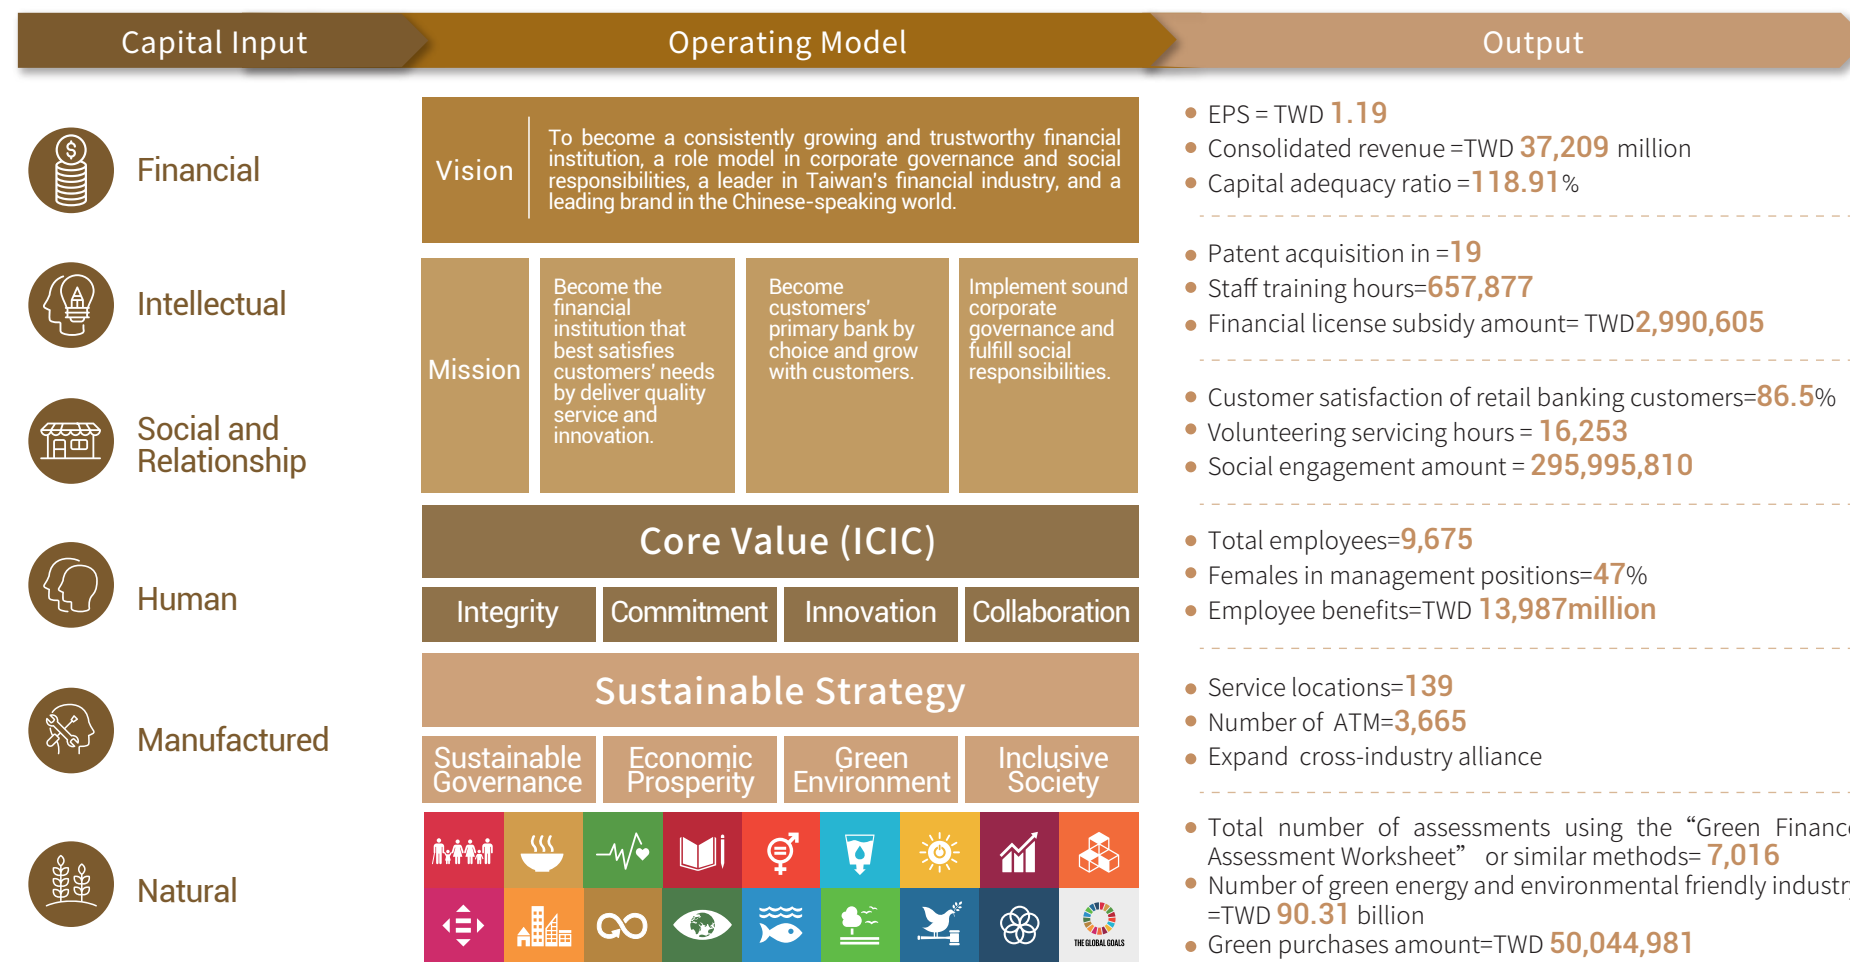 Capital Input
Operating Model
Output
Financial
Intellectual
Social and
Relationship
Human
Manufactured
Natural
Vision
To become a consistently growing and trustworthy financial
institution, a role model in corporate governance and social
responsibilities, a leader in Taiwan's financial industry, and a
leading brand in the Chinese-speaking world.
Mission
Become the
financial
institution that
best satisfies
customers' needs
by deliver quality
service and
innovation.
Become
customers'
primary bank by
choice and grow
with customers.
Implement sound
corporate
governance and
fulfill social
responsibilities.
Core Value (ICIC)
Integrity
Commitment
Innovation
Collaboration
Sustainable Strategy
Sustainable
Governance
Economic
Prosperity
Green
Environment
Inclusive
Society
THE GLOBAL GOALS
• EPS = TWD 1.19
• Consolidated revenue =TWD 37,209 million
• Capital adequacy ratio =118.91%
• Patent acquisition in =19
• Staff training hours=657,877
• Financial license subsidy amount= TWD2,990,605
• Customer satisfaction of retail banking customers=86.5%
• Volunteering servicing hours = 16,253
• Social engagement amount = 295,995,810
• Total employees=9,675
• Females in management positions=47%
• Employee benefits=TWD 13,987million
• Service locations=139
• Number of ATM=3,665
• Expand cross-industry alliance
• Total number of assessments using the “Green Finance
Assessment Worksheet” or similar methods= 7,016
• Number of green energy and environmental friendly industry
=TWD 90.31 billion
• Green purchases amount=TWD 50,044,981